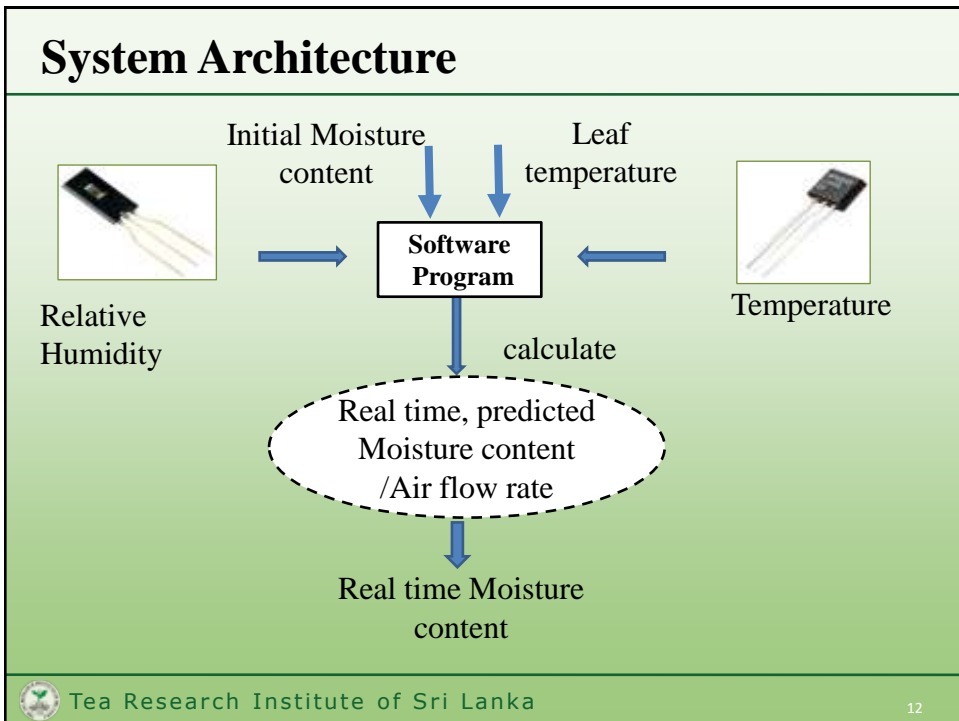 System Architecture
Initial Moisture
content
Leaf
temperature
Software
Program
Relative
Humidity
Temperature
calculate
Real time, predicted
Moisture content
/Air flow rate
Real time Moisture
content
Tea Research Institute of Sri Lanka
12